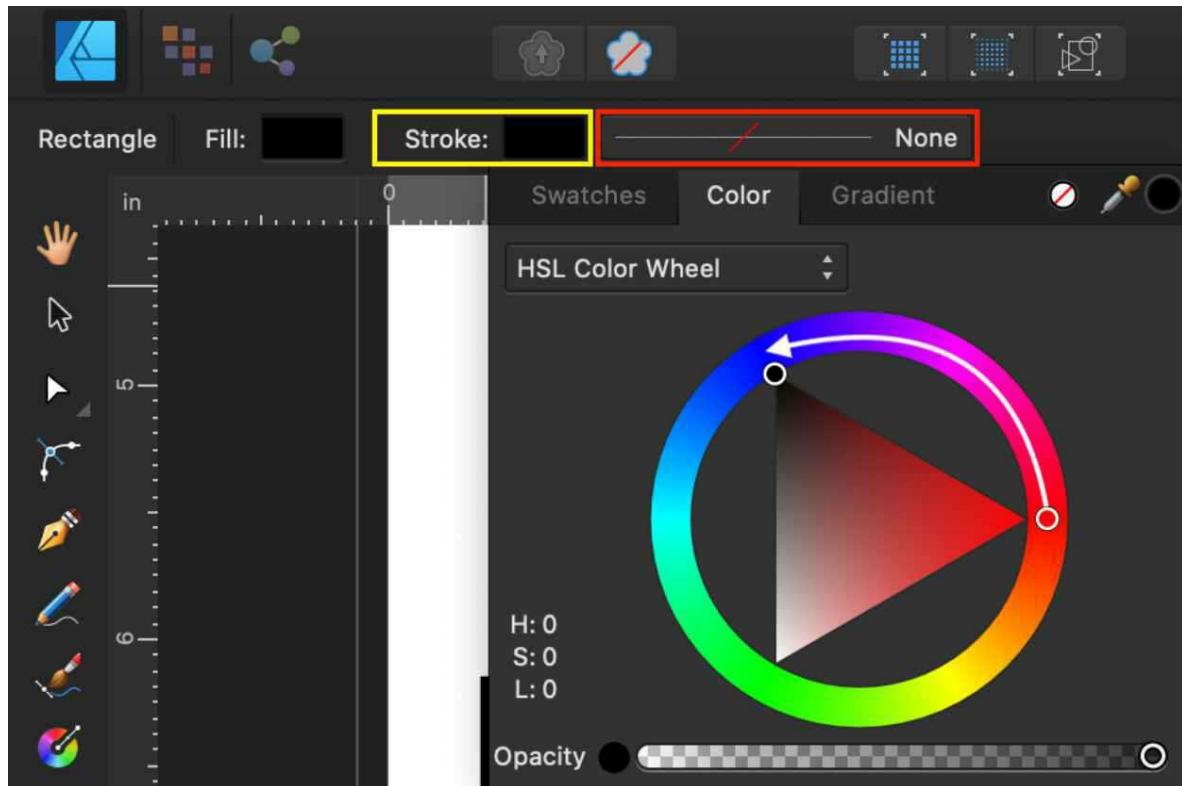 Rectangle Fill: Stroke: None
in 0
Swatches Color Gradient
HSL Color Wheel
5
6
H: 0
S: 0
L: 0
Opacity